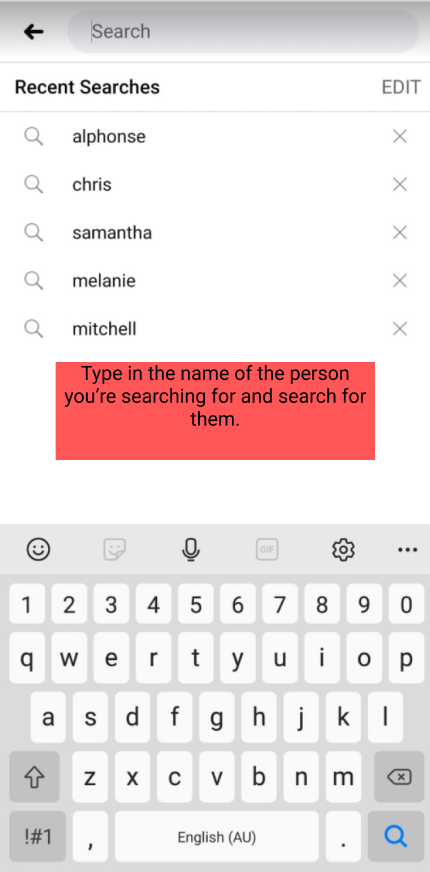 Search
Recent Searches EDIT
alphonse
chris
samantha
melanie
mitchell
Type in the name of the person
you're searching for and search for
them.
GIF
1 2 3 4 5 6 7 8 9 0
q w e r t y u i o p
a s d f g h j k l
z x c v b n m
!#1 , English (AU) .